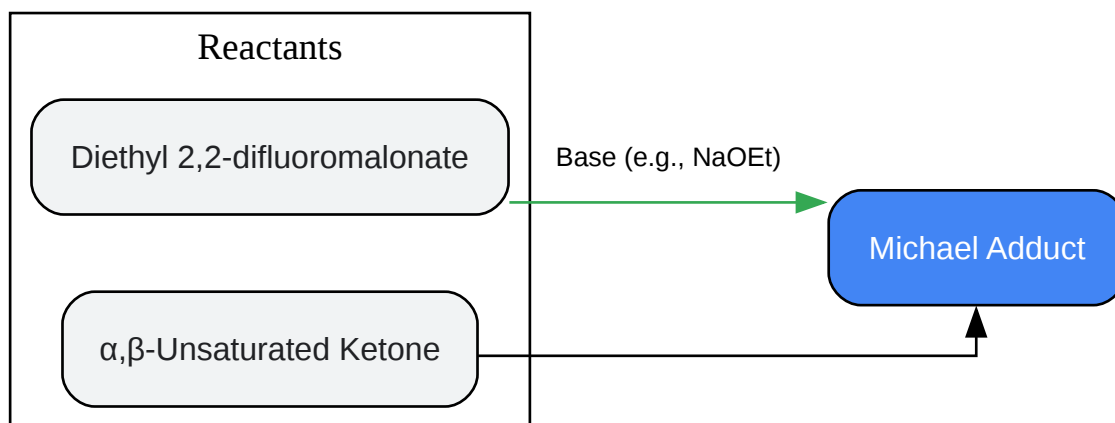 Reactants
Diethyl 2,2-difluoromalonate
Base (e.g., NaOEt)
Michael Adduct
α,β-Unsaturated Ketone